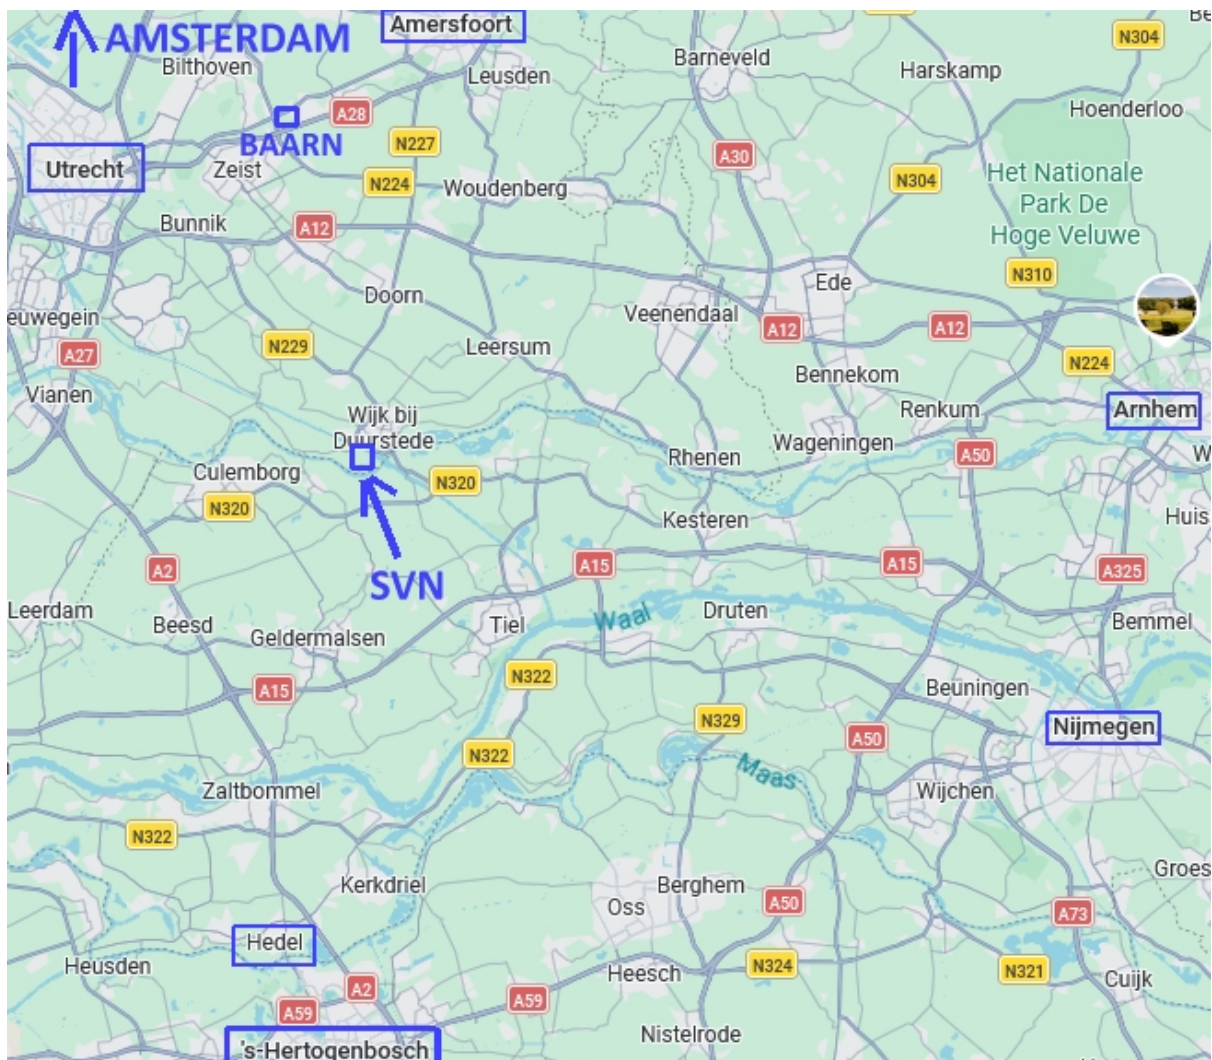 Be
AMSTERDAM
Amersfoort
N304
Bilthoven
Leusden
Barneveld
Harskamp
Hoenderloo
A28
BAARN
N227
Utrecht
Zeist
N224
Woudenberg
A30
N304
Het Nationale
Park De
Hoge Veluwe
Bunnik
A12
N310
Doorn
Ede
euwegein
Veenendaal
A12
A12
A27
N229
Leersum
N224
Vianen
Bennekom
Wijk bij
Duurstede
Renkum
Arnhem
Wageningen
Rhenen
A50
W
Culemborg
N320
N320
Kesteren
Huis
A2
SVN
A15
A15
A325
Leerdam
Beesd
Geldermalsen
Tiel
Waal
Druten
Bemmel
A15
N322
Beuningen
N329
Nijmegen
N322
A50
Maas
Zaltbommel
Wijchen
N322
Kerkdriel
Berghem
Oss
A50
Groes
A73
Hedel
Heusden
Heesch
N324
N321
Cuijk
A2
A59
A59
Nistelrode
's-Hertogenbosch